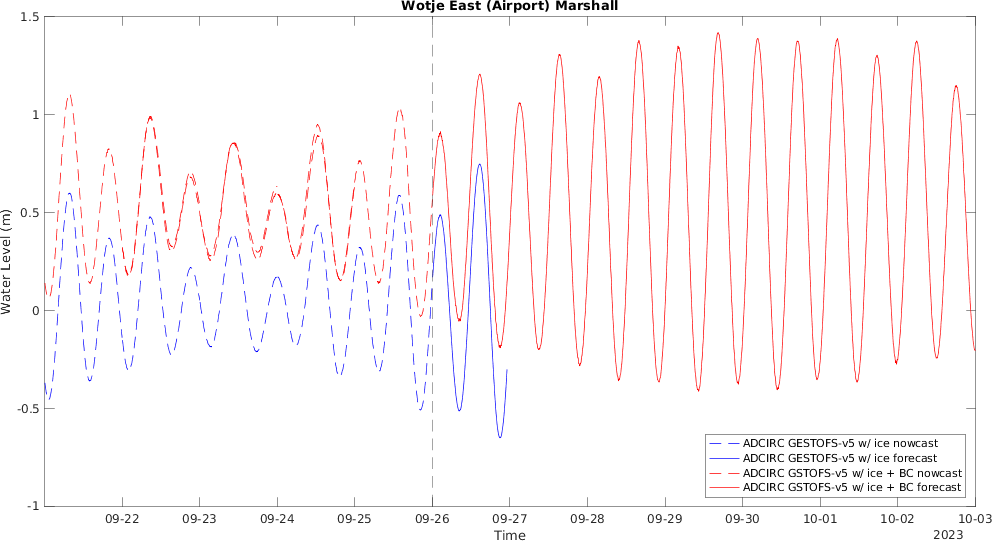 Wotje East (Airport) Marshall
1.5
1
0.5
0
-0.5
-1
Water Level (m)
ADCIRC GESTOFS-v5 w/ ice nowcast
ADCIRC GESTOFS-v5 w/ ice forecast
ADCIRC GSTOFS-v5 w/ ice + BC nowcast
ADCIRC GSTOFS-v5 w/ ice + BC forecast
09-22 09-23 09-24 09-25 09-26 09-27 09-28 09-29 09-30 10-01 10-02 10-03
Time
2023